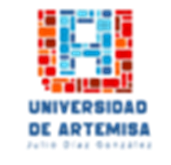 UNIVERSIDAD
DE ARTEMISA
Julio Díaz González